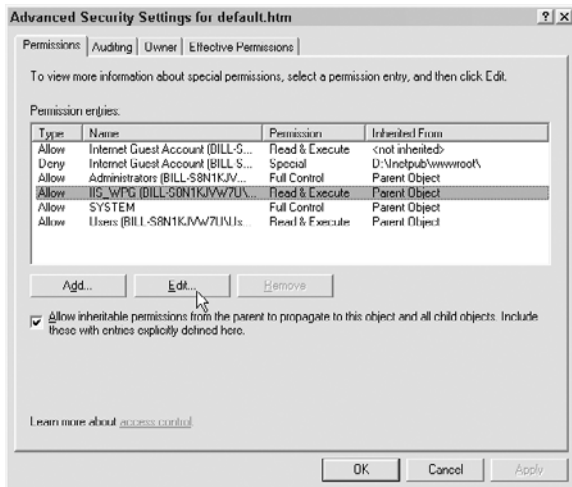 Advanced Security Settings for default.htm
Permissions Auditing Owner Effective Permissions
To view more information about special permissions, select a permission entry, and then click Edit.
Permission entries:
Type Name Permission Inherited From
Allow Internet Guest Account (BILL-S... Read & Execute <not inherited>
Deny Internet Guest Account (BILL-S... Special D:\Inetpub\wwwroot\
Allow Administrators (BILL-S8N1KJV... Full Control Parent Object
Allow IIS_WPG (BILL-S8N1KJVW7U\... Read & Execute Parent Object
Allow SYSTEM Full Control Parent Object
Allow Users (BILL-S8N1KJVW7U\Us... Read & Execute Parent Object
Add... Edit... Remove
Allow inheritable permissions from the parent to propagate to this object and all child objects. Include
these with entries explicitly defined here.
Learn more about access control.
OK Cancel Apply